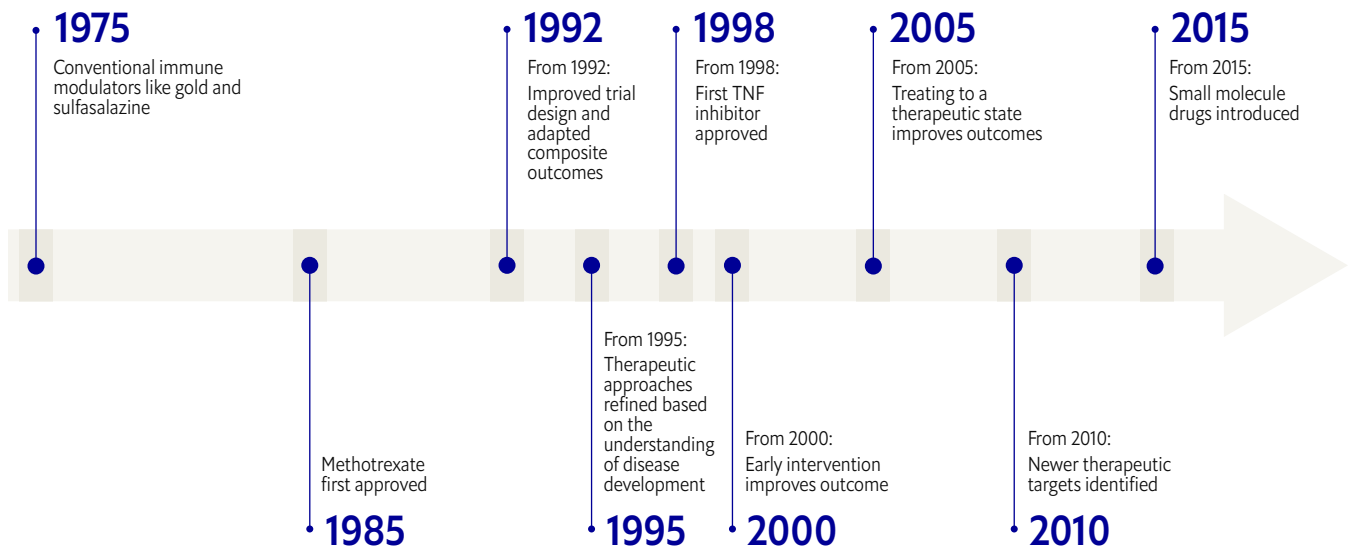 1975
Conventional immune
modulators like gold and
sulfasalazine
1992
From 1992:
Improved trial
design and
adapted
composite
outcomes
1998
From 1998:
First TNF
inhibitor
approved
2005
From 2005:
Treating to a
therapeutic state
improves outcomes
2015
From 2015:
Small molecule
drugs introduced
Methotrexate
first approved
1985
From 1995:
Therapeutic
approaches
refined based
on the
understanding
of disease
development
1995
From 2000:
Early intervention
improves outcome
2000
From 2010:
Newer therapeutic
targets identified
2010